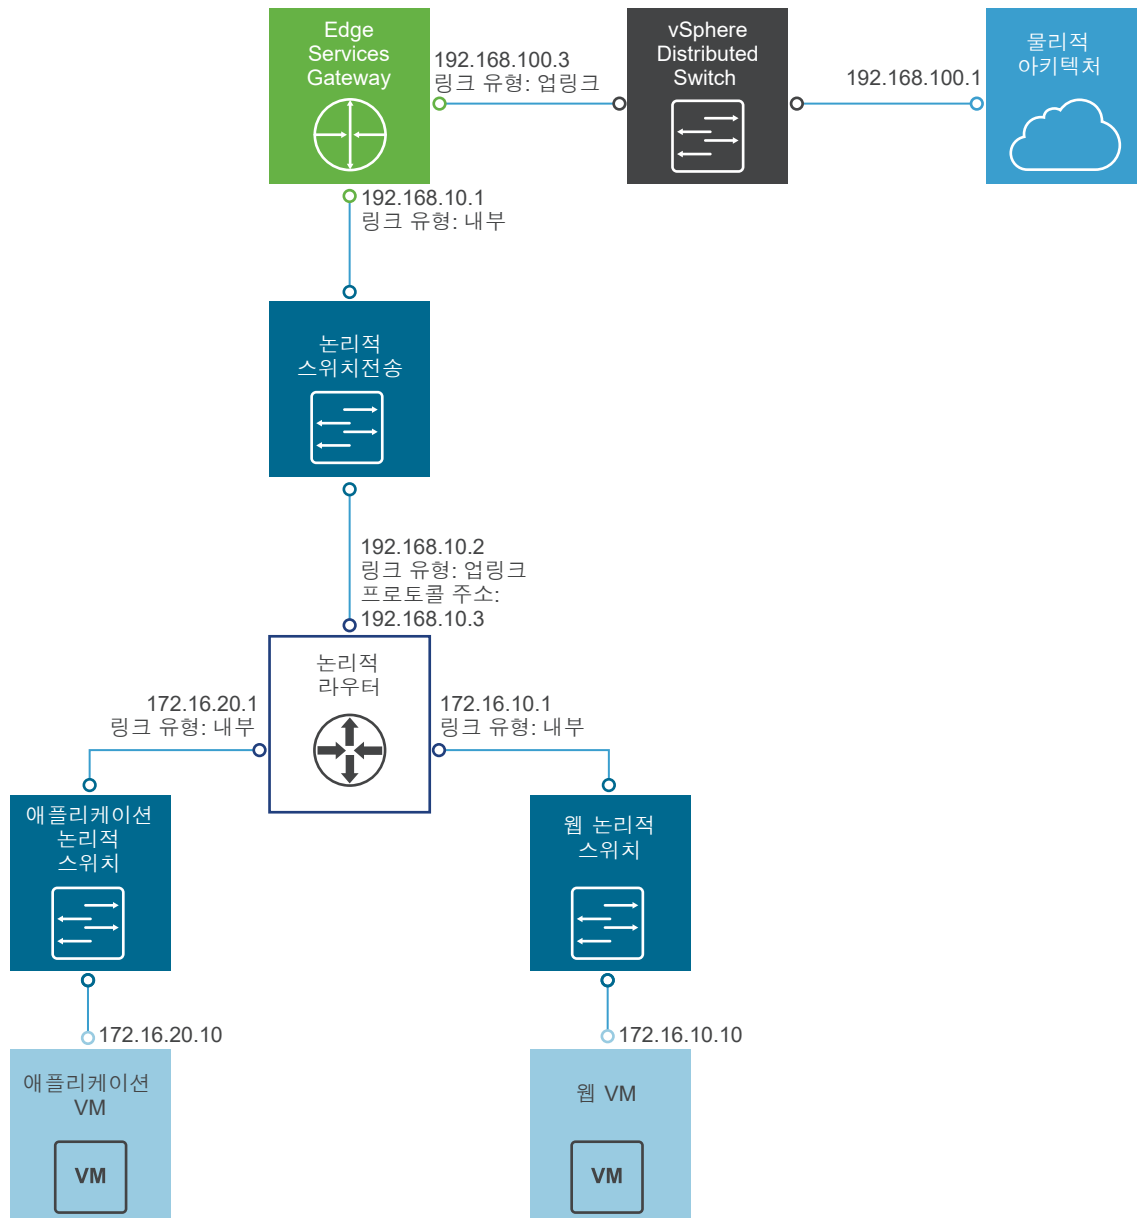 Edge
Services
Gateway
192.168.100.3
링크 유형: 업링크
vSphere
Distributed
Switch
192.168.100.1
물리적
아키텍처
192.168.10.1
링크 유형: 내부
논리적
스위치전송
192.168.10.2
링크 유형: 업링크
프로토콜 주소:
192.168.10.3
논리적
라우터
172.16.20.1
링크 유형: 내부
172.16.10.1
링크 유형: 내부
애플리케이션
논리적
스위치
웹 논리적
스위치
172.16.20.10
172.16.10.10
애플리케이션
VM
VM
웹 VM
VM